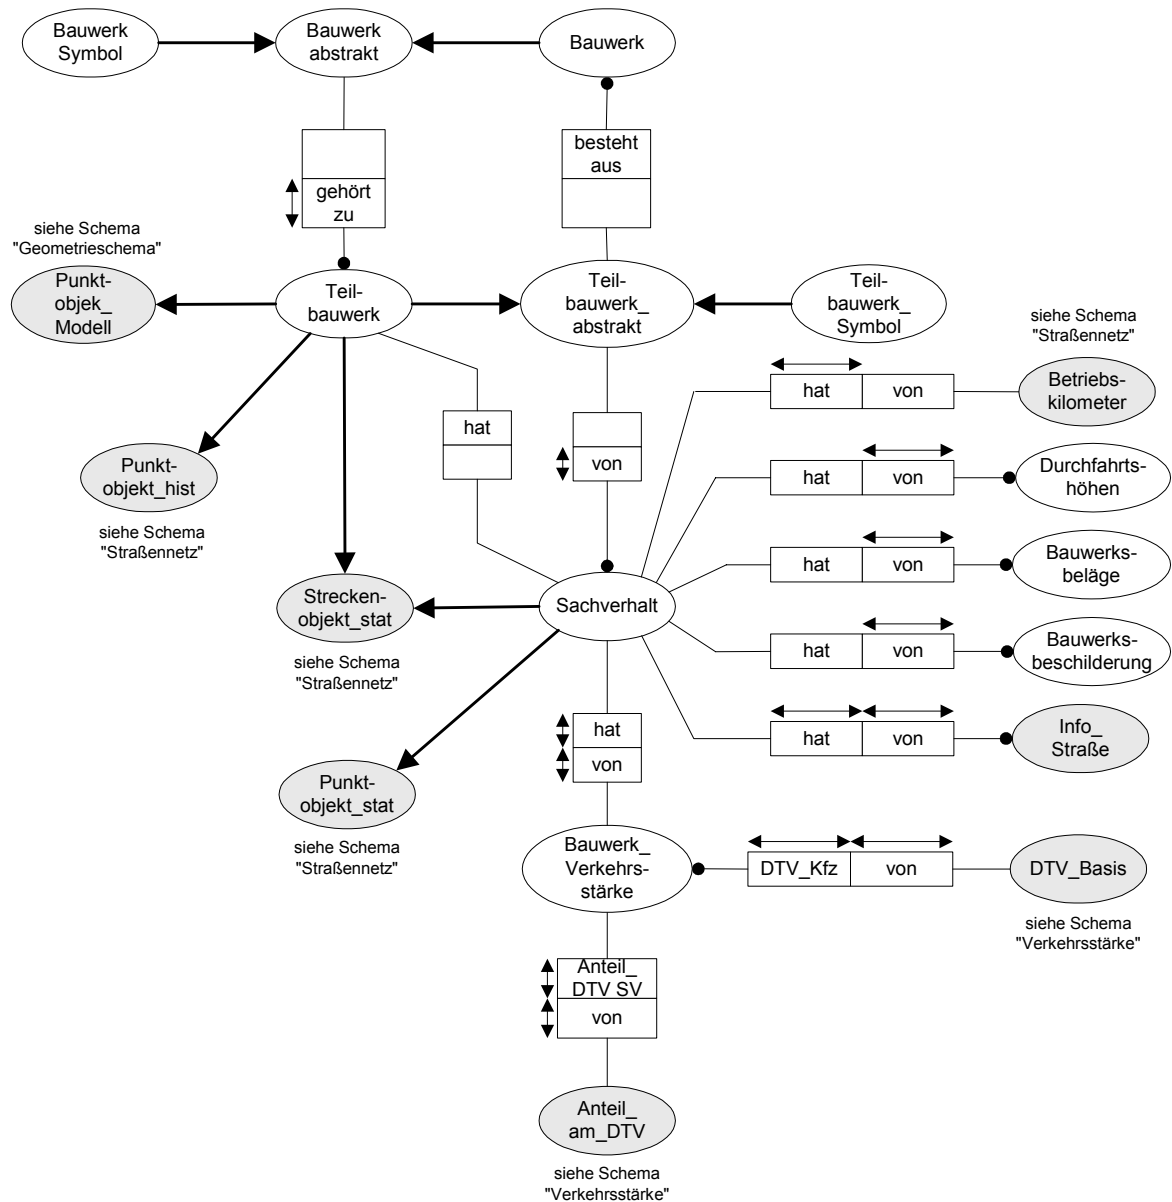 Bauwerk
Symbol
Bauwerk
abstrakt
Bauwerk
besteht
aus
gehört
zu
siehe Schema
"Geometrieschema"
Punkt-
objek_
Modell
Teil-
bauwerk
Teil-
bauwerk_
abstrakt
Teil-
bauwerk_
Symbol
siehe Schema
"Straßennetz"
hat
von
Betriebs-
kilometer
hat
von
Punkt-
objekt_hist
siehe Schema
"Straßennetz"
hat
von
Durchfahrts-
höhen
hat
von
Bauwerks-
beläge
Strecken-
objekt_stat
siehe Schema
"Straßennetz"
Sachverhalt
hat
von
Bauwerks-
beschilderung
hat
von
Info_
Straße
hat
von
Punkt-
objekt_stat
siehe Schema
"Straßennetz"
Bauwerk_
Verkehrs-
stärke
DTV_Kfz
von
DTV_Basis
siehe Schema
"Verkehrsstärke"
Anteil_
DTV SV
von
Anteil_
am_DTV
siehe Schema
"Verkehrsstärke"